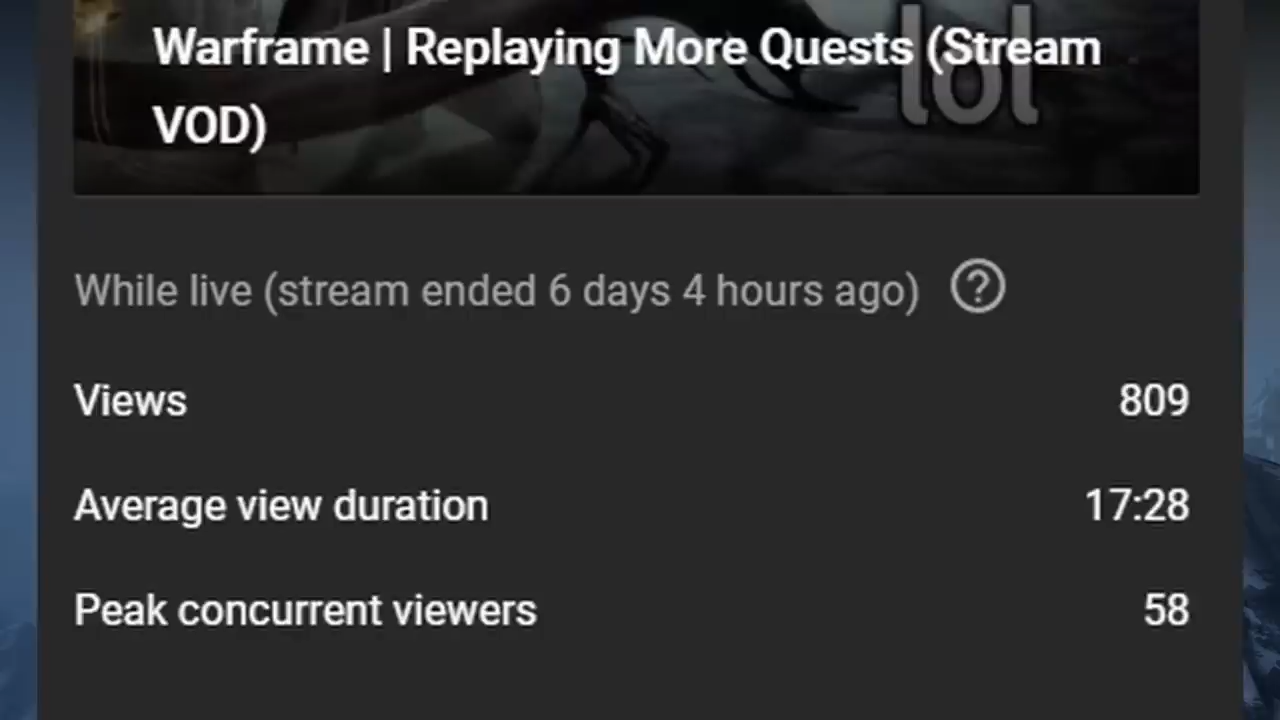 Warframe | Replaying More Quests (Stream
VOD)
lol
While live (stream ended 6 days 4 hours ago) ?
Views 809
Average view duration 17:28
Peak concurrent viewers 58